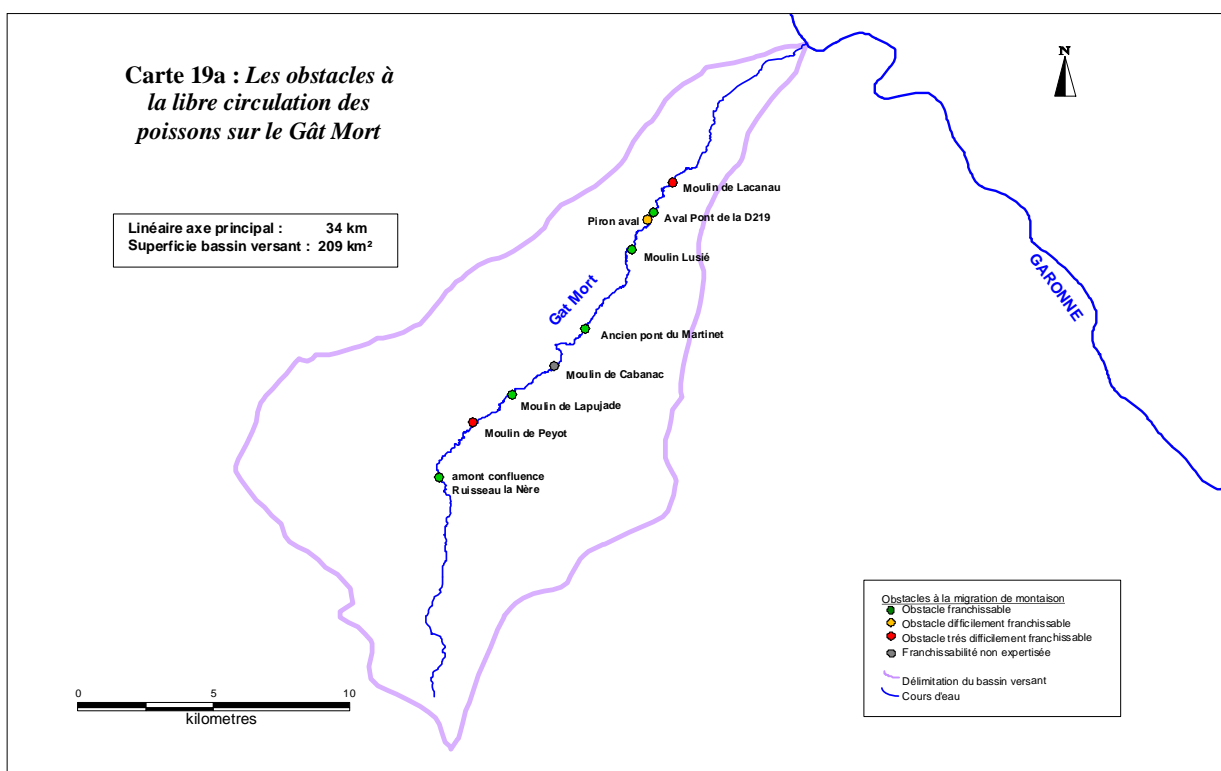 Carte 19a : Les obstacles à
la libre circulation des
poissons sur le Gât Mort
N
Linéaire axe principal : 34 km
Superficie bassin versant : 209 km²
Moulin de Lacanau
Piron aval
Aval Pont de la D219
Moulin Lusié
Gat Mort
GARONNE
Ancien pont du Martinet
Moulin de Cabanac
Moulin de Lapujade
Moulin de Peyot
amont confluence
Ruisseau la Nère
Obstacles à la migration de montaison
Obstacle franchissable
Obstacle difficilement franchissable
Obstacle trés difficilement franchissable
Franchissabilité non expertisée
Délimitation du bassin versant
Cours d'eau
0 5 10
kilometres